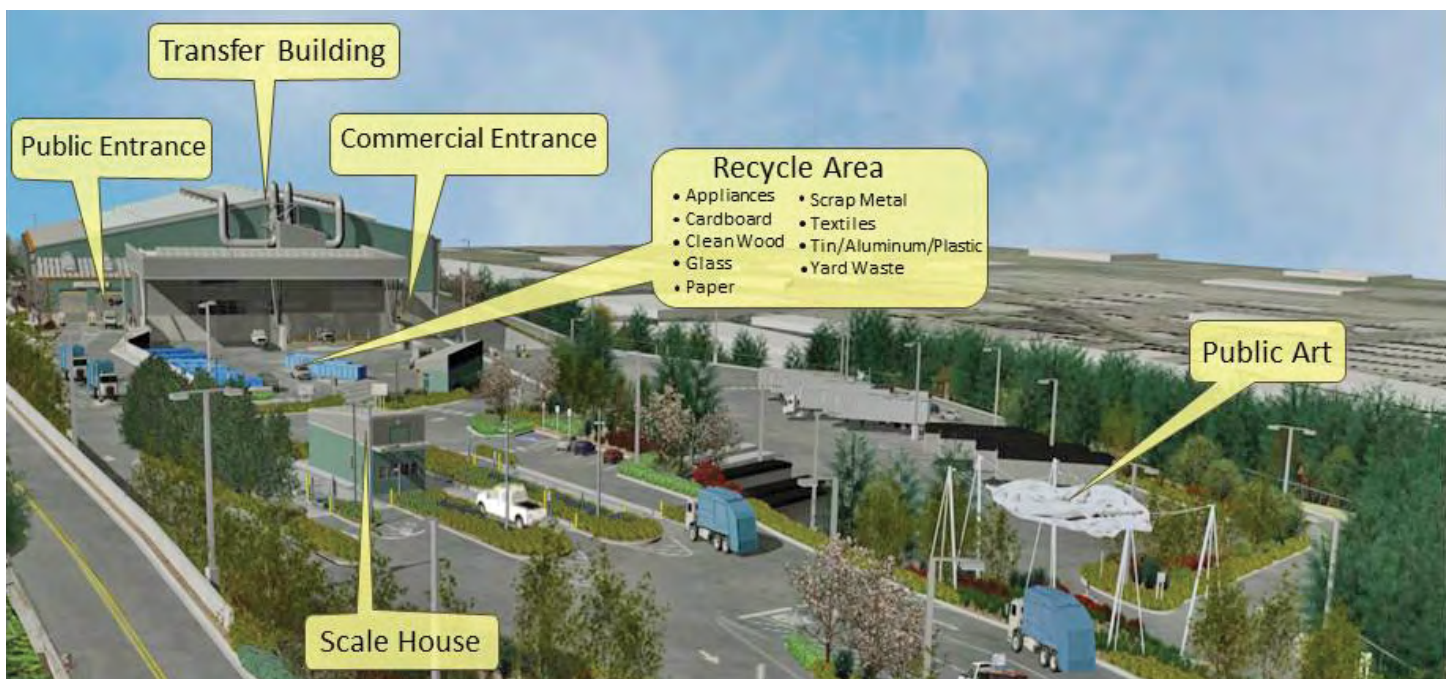 Transfer Building
Public Entrance
Commercial Entrance
Recycle Area
• Appliances
• Cardboard
• Clean Wood
• Glass
• Paper
• Scrap Metal
• Textiles
• Tin/Aluminum/Plastic
• Yard Waste
Public Art
Scale House